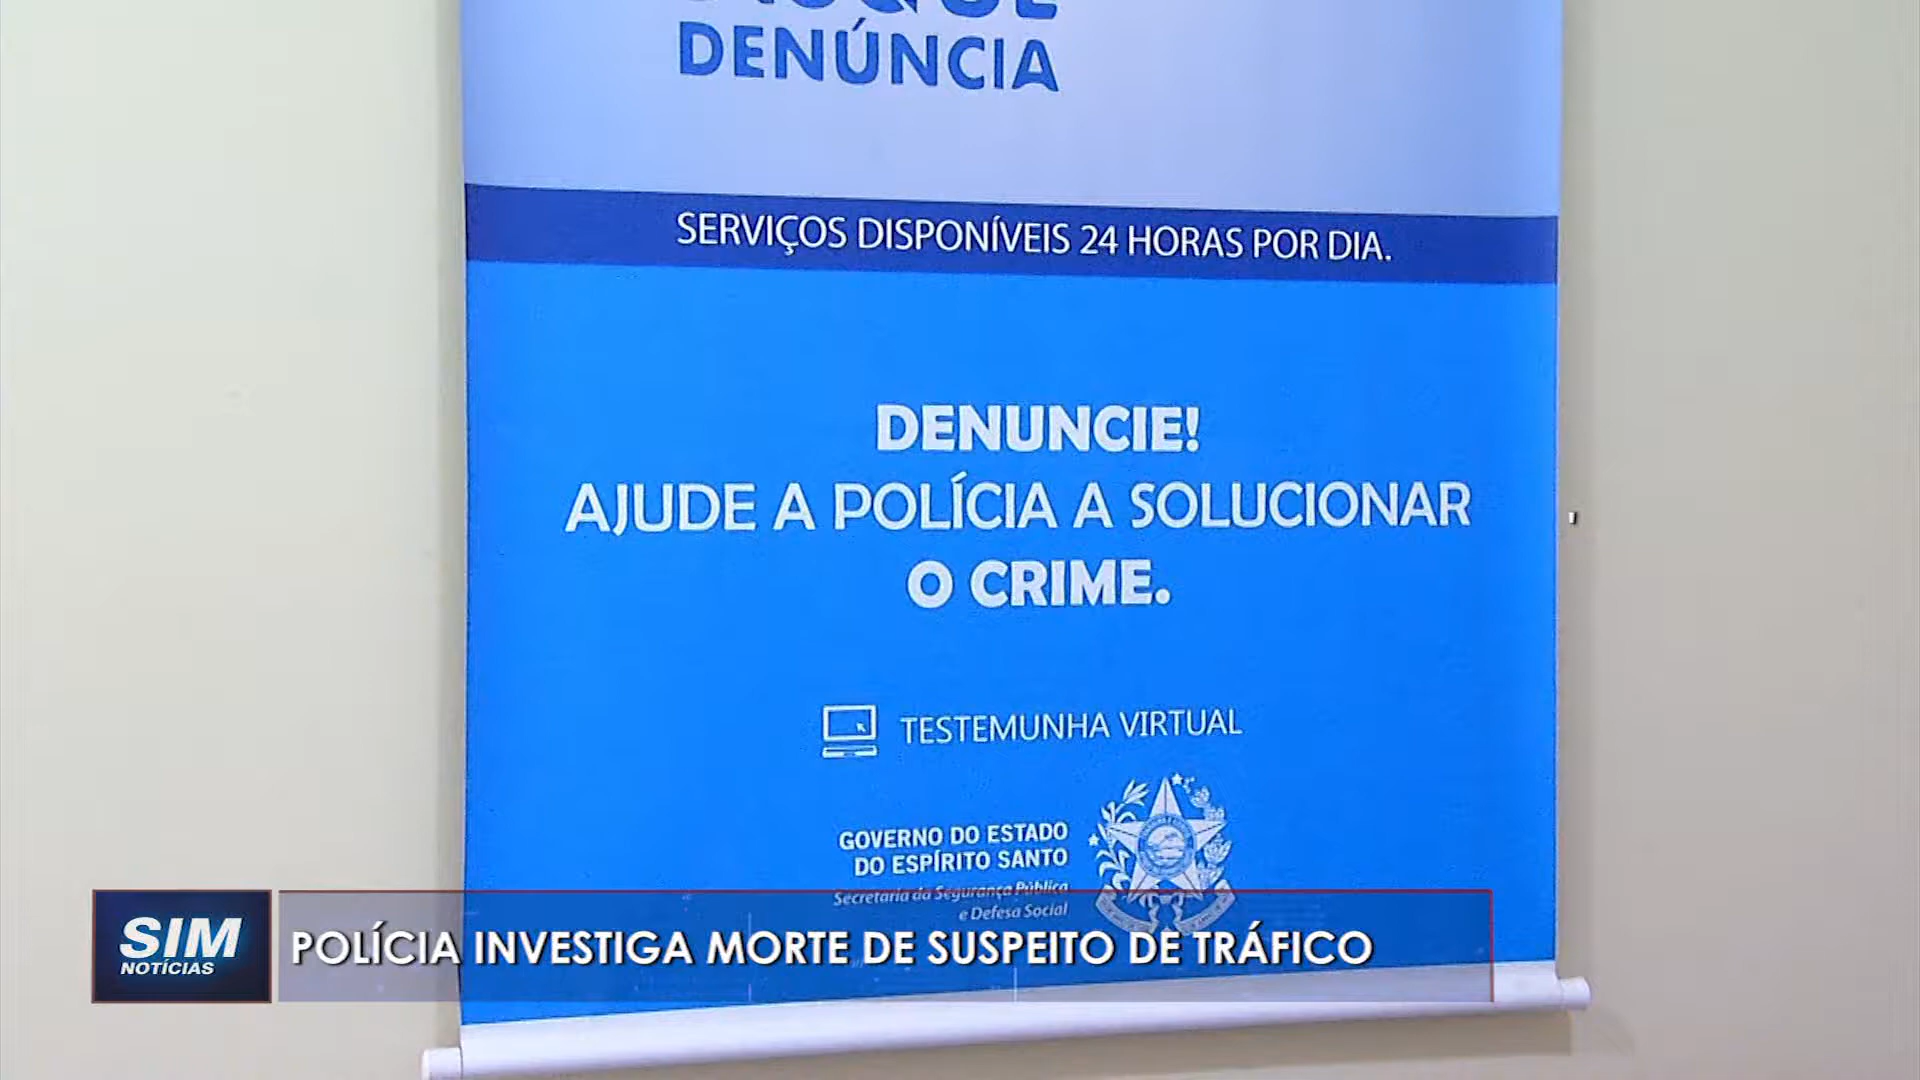 DENÚNCIA
SERVIÇOS DISPONÍVEIS 24 HORAS POR DIA.
DENUNCIE!
AJUDE A POLÍCIA A SOLUCIONAR
O CRIME.
TESTEMUNHA VIRTUAL
GOVERNO DO ESTADO
DO ESPÍRITO SANTO
Secretaria da Segurança Pública
e Defesa Social
SIM
NOTÍCIAS
POLÍCIA INVESTIGA MORTE DE SUSPEITO DE TRÁFICO